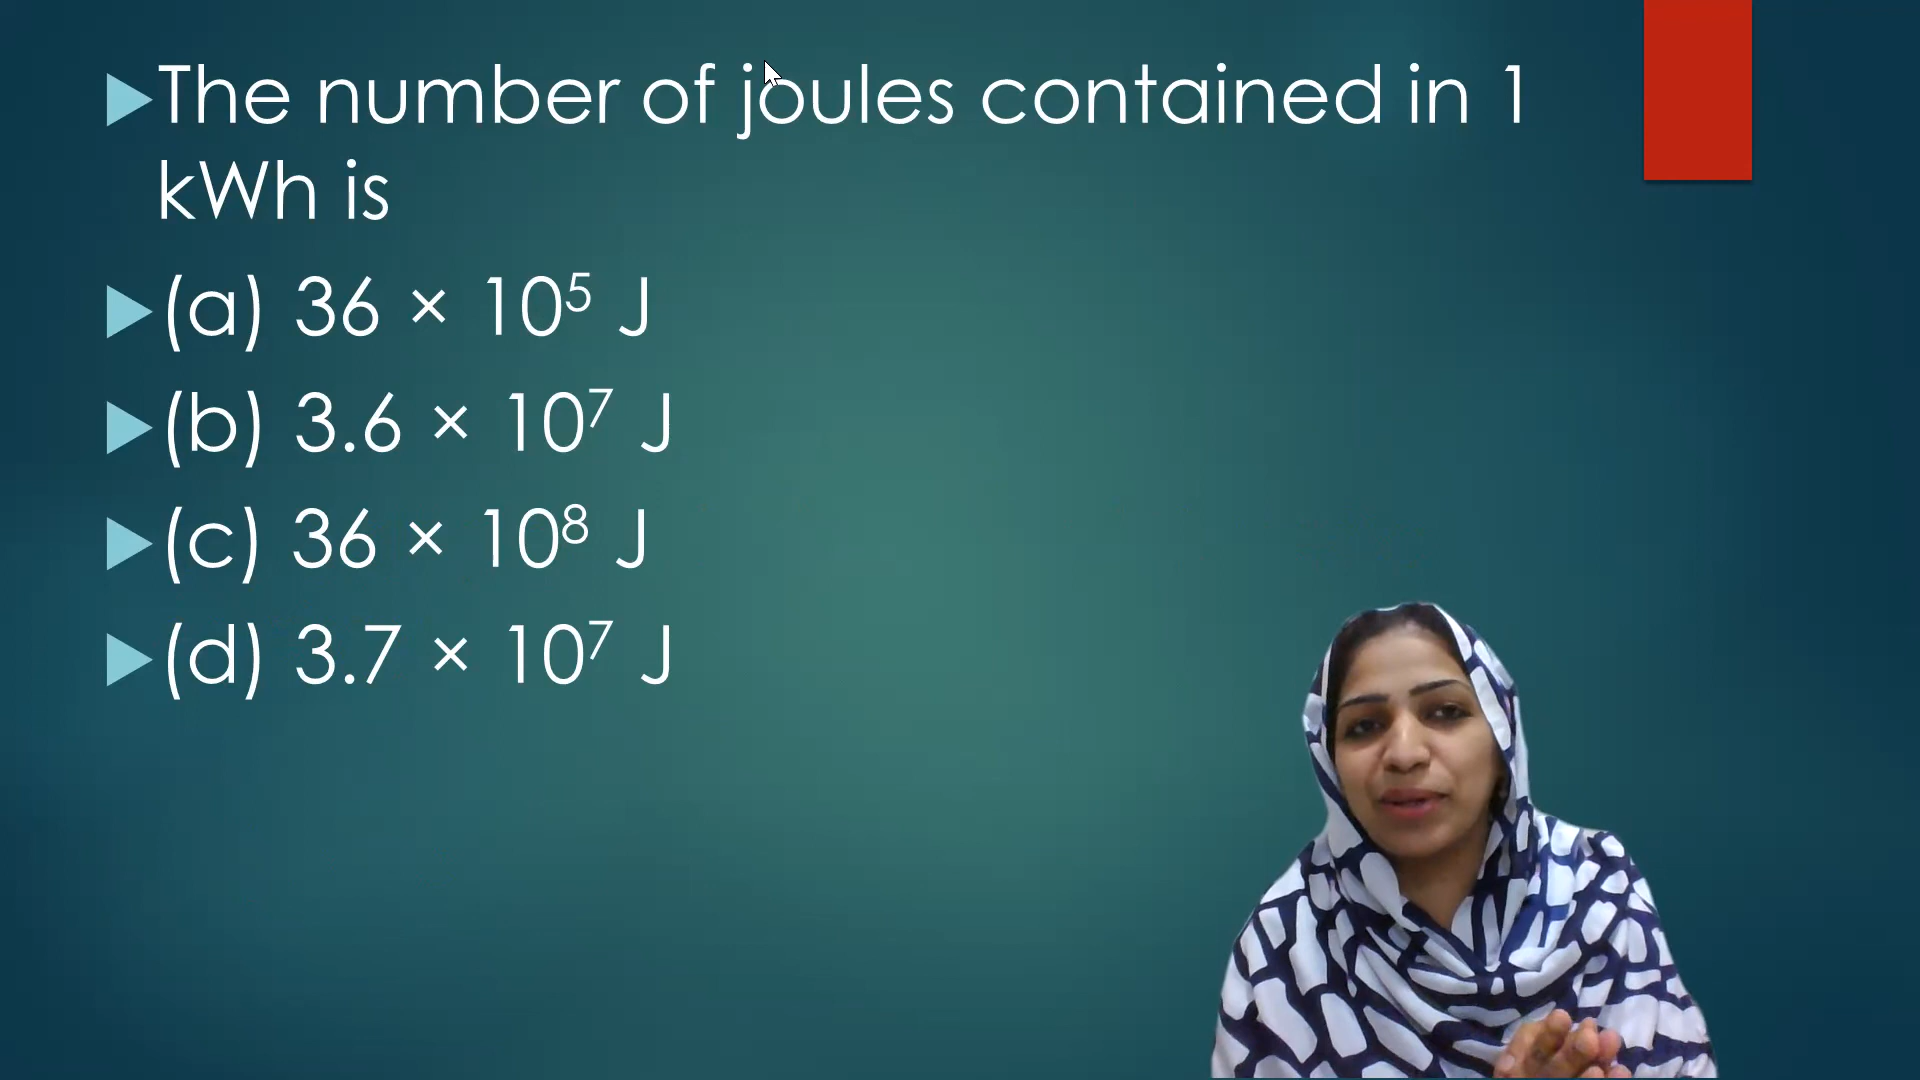 The number of joules contained in 1
kWh is
(a) 36 × 10⁵ J
(b) 3.6 × 10⁷ J
(c) 36 × 10⁸ J
(d) 3.7 × 10⁷ J